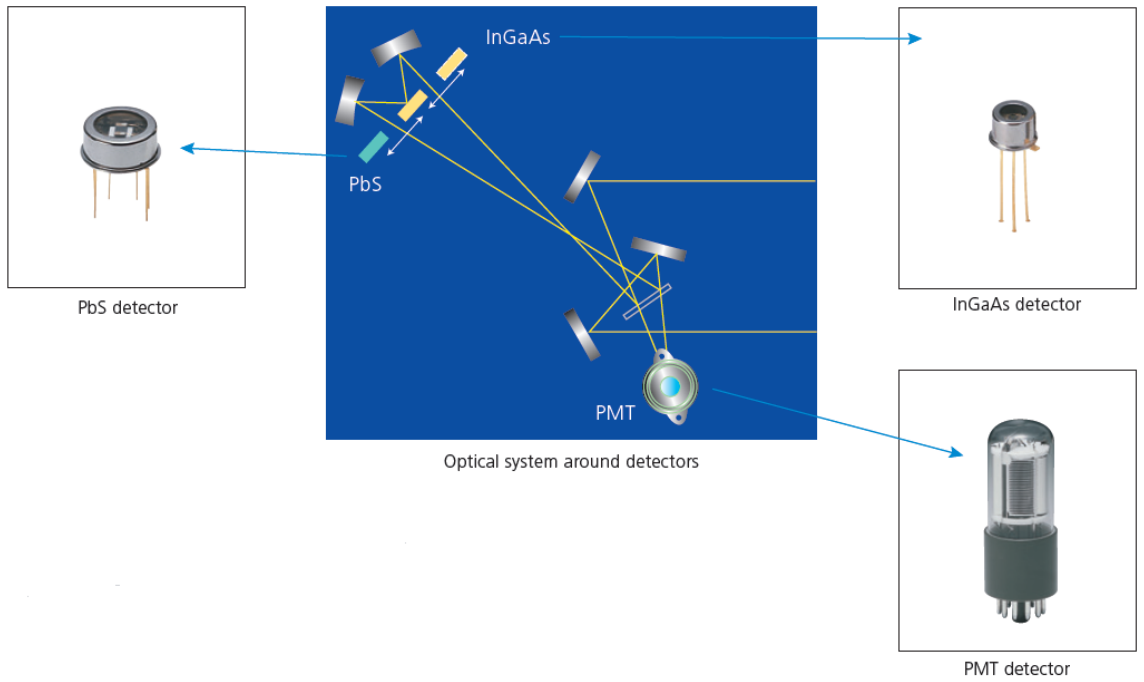 InGaAs
PbS
PMT
PbS detector
InGaAs detector
Optical system around detectors
PMT detector